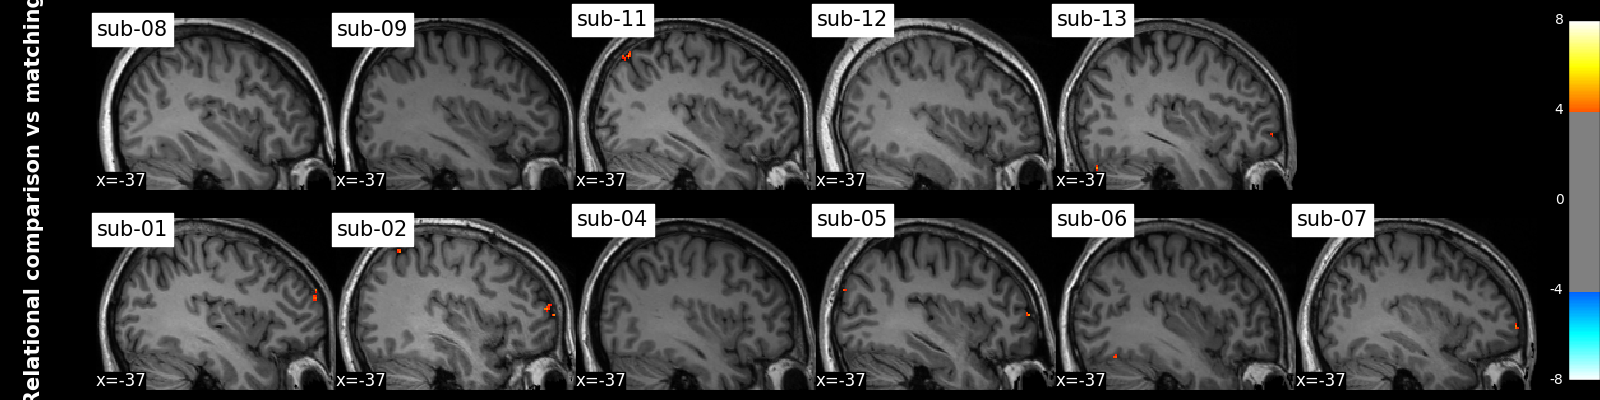 Relational comparison vs matching
sub-08
sub-09
sub-11
sub-12
sub-13
x=-37
x=-37
x=-37
x=-37
x=-37
sub-01
sub-02
sub-04
sub-05
sub-06
sub-07
x=-37
x=-37
x=-37
x=-37
x=-37
x=-37
8
4
0
-4
-8